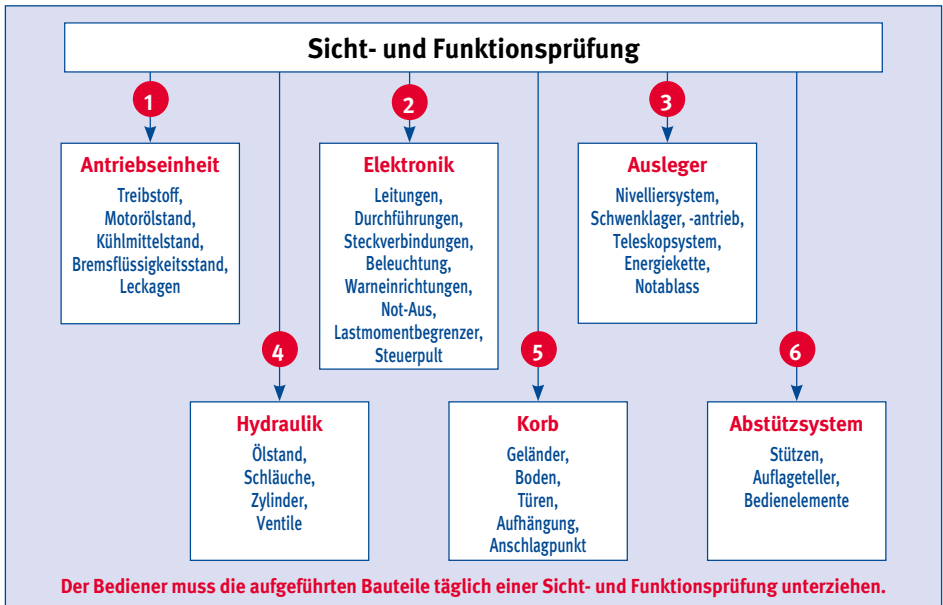 Sicht- und Funktionsprüfung
1
Antriebseinheit
Treibstoff,
Motorölstand,
Kühlmittelstand,
Bremsflüssigkeitsstand,
Leckagen
2
Elektronik
Leitungen,
Durchführungen,
Steckverbindungen,
Beleuchtung,
Warneinrichtungen,
Not-Aus,
Lastmomentbegrenzer,
Steuerpult
3
Ausleger
Nivelliersystem,
Schwenklager, -antrieb,
Teleskopsystem,
Energiekette,
Notablass
4
Hydraulik
Ölstand,
Schläuche,
Zylinder,
Ventile
5
Korb
Geländer,
Boden,
Türen,
Aufhängung,
Anschlagpunkt
6
Abstützsystem
Stützen,
Auflageteller,
Bedienelemente
Der Bediener muss die aufgeführten Bauteile täglich einer Sicht- und Funktionsprüfung unterziehen.